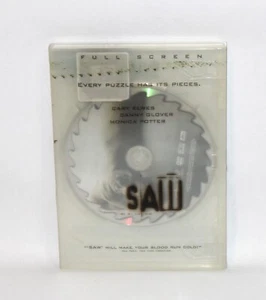 FULL SCREEN
EVERY PUZZLE HAS ITS PIECES.
CARY ELWES
DANNY GLOVER
MONICA POTTER
SAW
"'SAW' WILL MAKE YOUR BLOOD RUN COLD!"